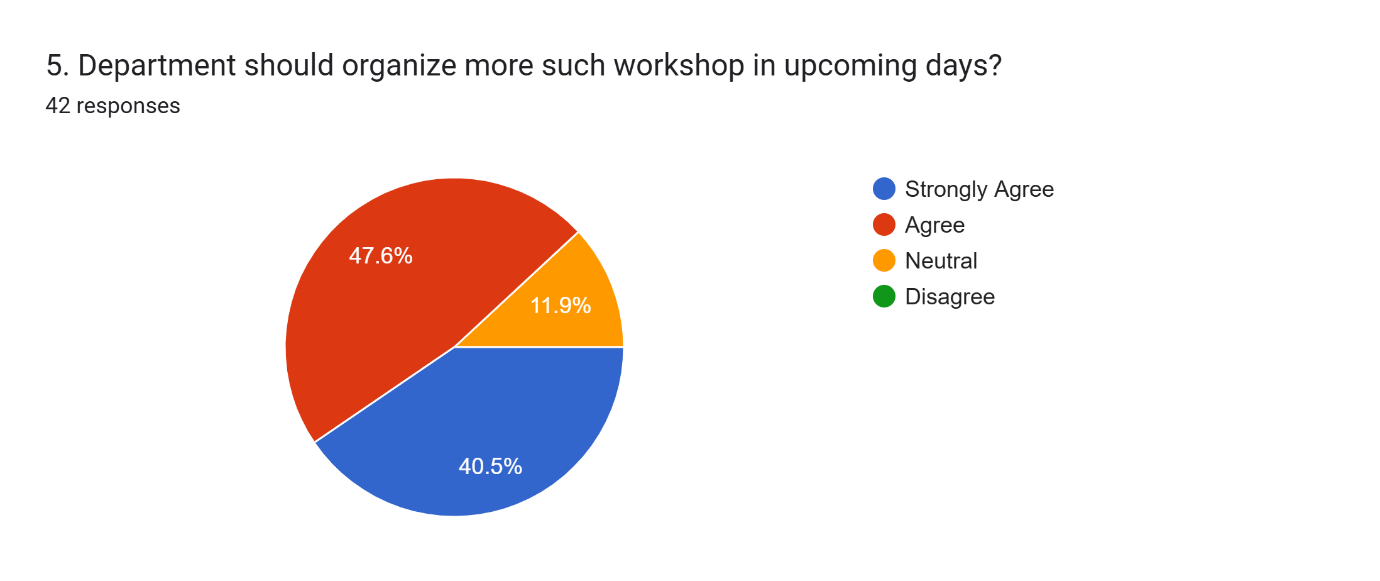 5. Department should organize more such workshop in upcoming days?
42 responses
47.6%
11.9%
40.5%
Strongly Agree
Agree
Neutral
Disagree